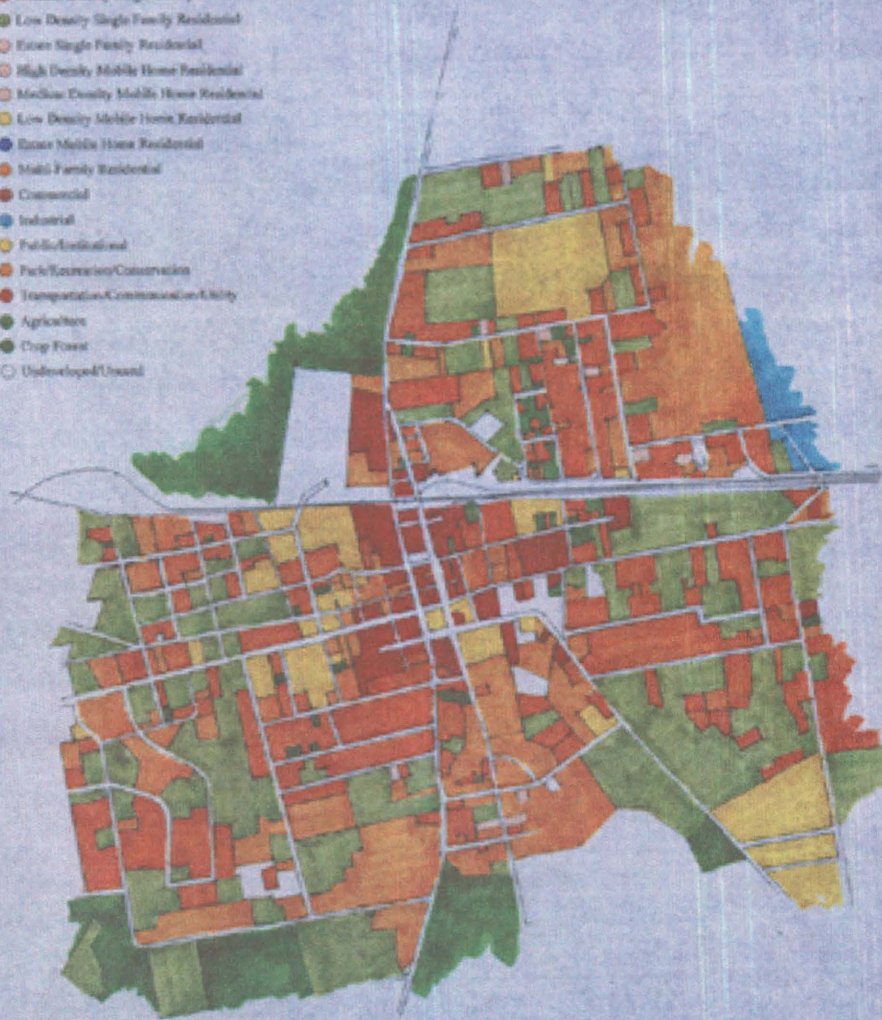 Low Density Single Family Residential
Estate Single Family Residential
High Density Mobile Home Residential
Medium Density Mobile Home Residential
Low Density Mobile Home Residential
Estate Mobile Home Residential
Multi-Family Residential
Commercial
Industrial
Public/Institutional
Park/Recreation/Conservation
Transportation/Communication/Utility
Agriculture
Crop Forest
Undeveloped/Unused